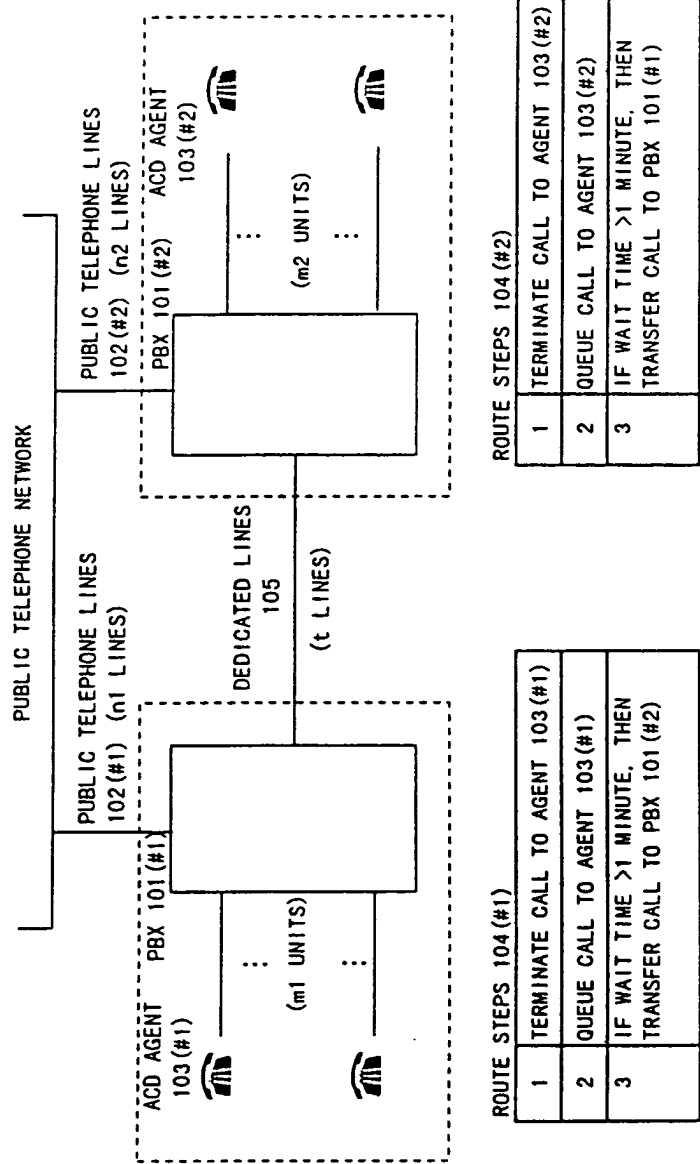 PUBLIC TELEPHONE NETWORK
PUBLIC TELEPHONE LINES
102(#1) (n1 LINES)
PUBLIC TELEPHONE LINES
102(#2) (n2 LINES)
ACD AGENT
103(#1)
PBX 101(#1)
(m1 UNITS)
DEDICATED LINES
105
(t LINES)
PBX 101(#2)
ACD AGENT
103(#2)
(m2 UNITS)
ROUTE STEPS 104(#1)
1 TERMINATE CALL TO AGENT 103(#1)
2 QUEUE CALL TO AGENT 103(#1)
3 IF WAIT TIME >1 MINUTE, THEN
TRANSFER CALL TO PBX 101(#2)
ROUTE STEPS 104(#2)
1 TERMINATE CALL TO AGENT 103(#2)
2 QUEUE CALL TO AGENT 103(#2)
3 IF WAIT TIME >1 MINUTE, THEN
TRANSFER CALL TO PBX 101(#1)